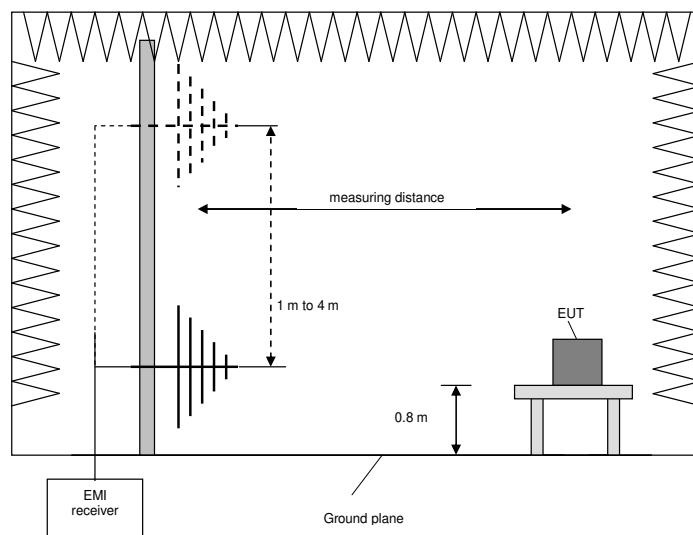 measuring distance
1 m to 4 m
EUT
0.8 m
EMI
receiver
Ground plane